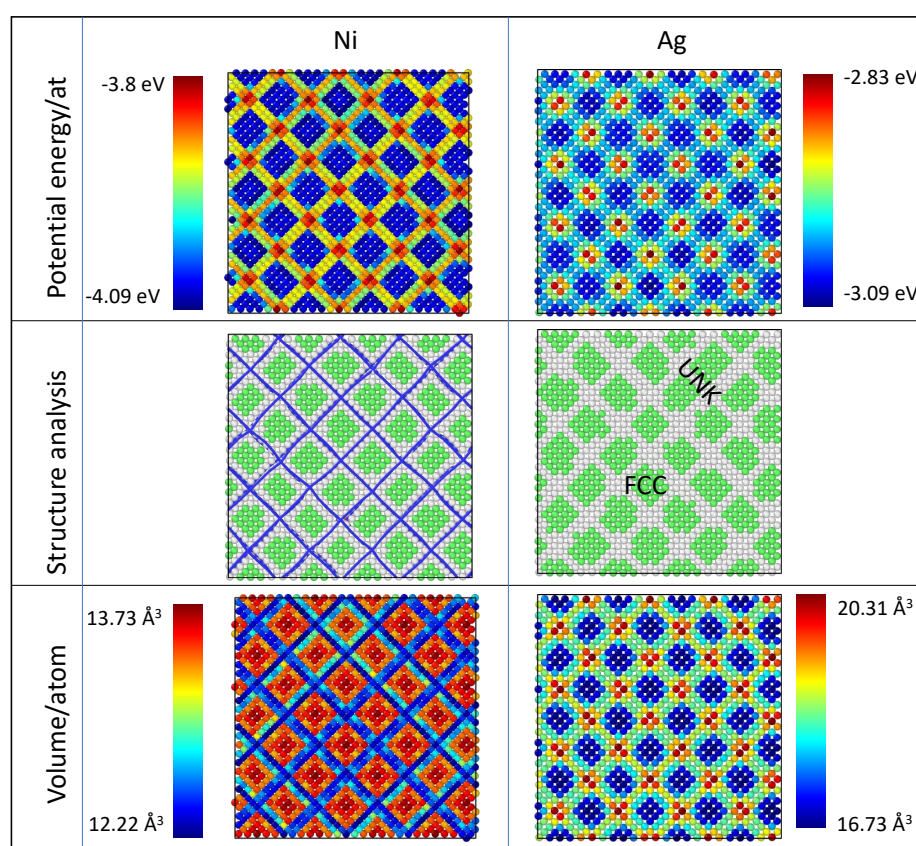 Ni
Ag
Potential energy/at
-3.8 eV
-4.09 eV
-2.83 eV
-3.09 eV
Structure analysis
UNK
FCC
Volume/atom
13.73 Å³
12.22 Å³
20.31 Å³
16.73 Å³